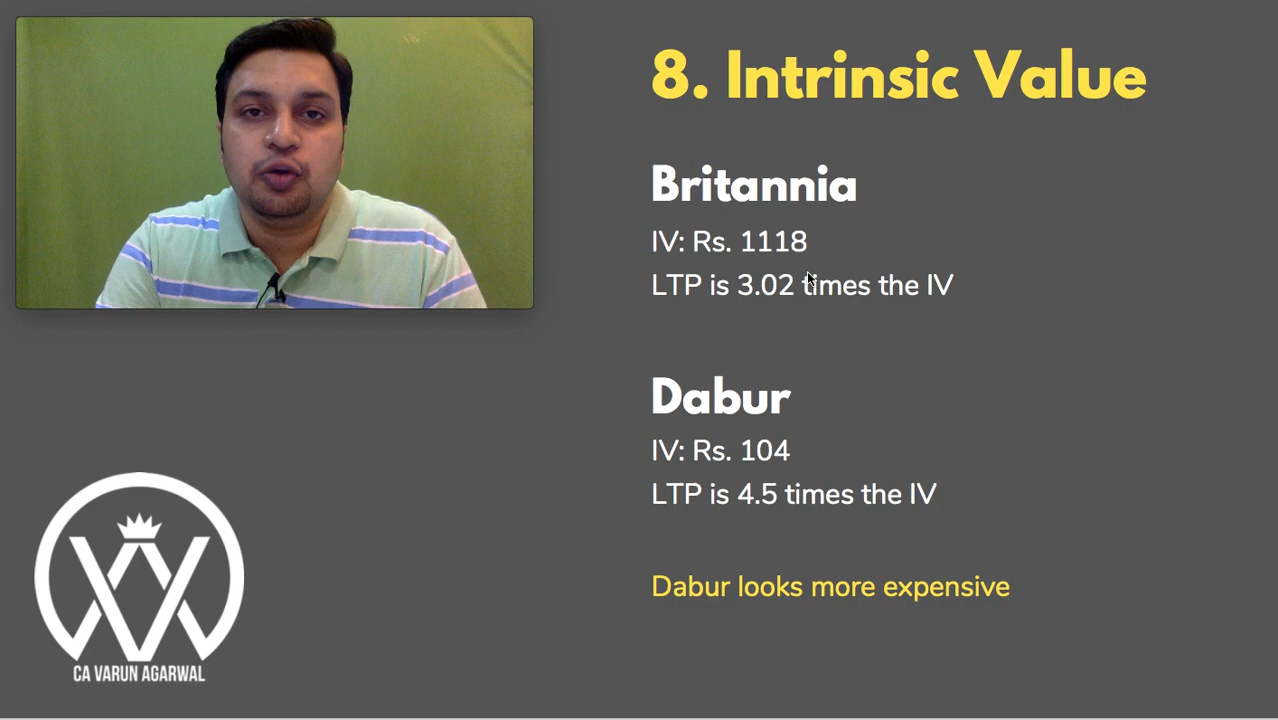 8. Intrinsic Value
Britannia
IV: Rs. 1118
LTP is 3.02 times the IV
Dabur
IV: Rs. 104
LTP is 4.5 times the IV
Dabur looks more expensive
CA VARUN AGARWAL